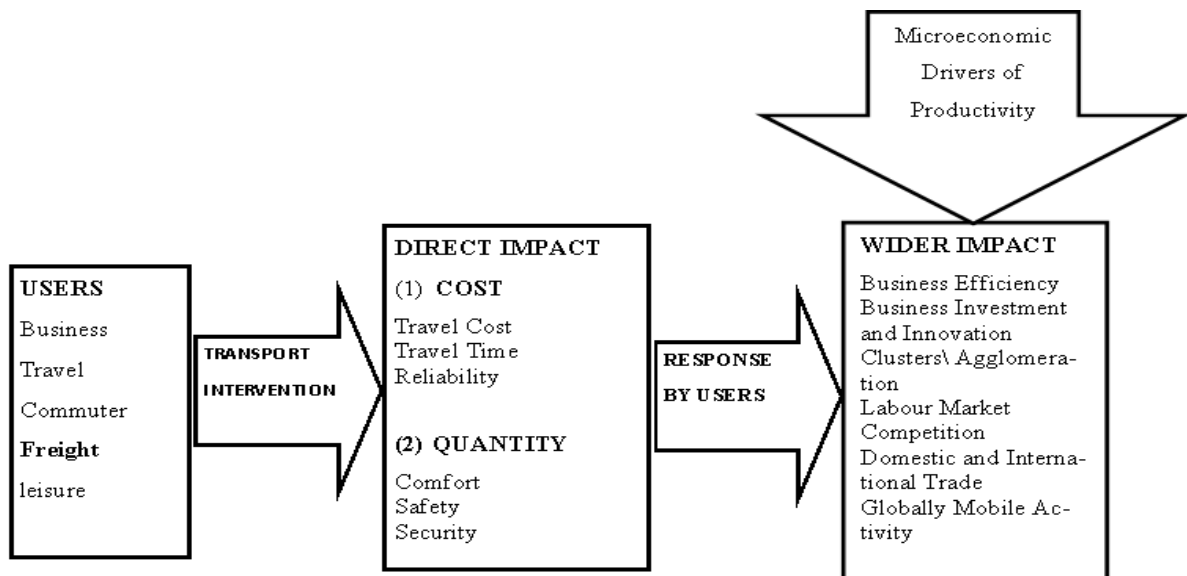 Microeconomic
Drivers of
Productivity
USERS
Business
Travel
Commuter
Freight
leisure
TRANSPORT
INTERVENTION
DIRECT IMPACT
(1) COST
Travel Cost
Travel Time
Reliability
(2) QUANTITY
Comfort
Safety
Security
RESPONSE
BY USERS
WIDER IMPACT
Business Efficiency
Business Investment
and Innovation
Clusters\ Agglomera-
tion
Labour Market
Competition
Domestic and Interna-
tional Trade
Globally Mobile Ac-
tivity